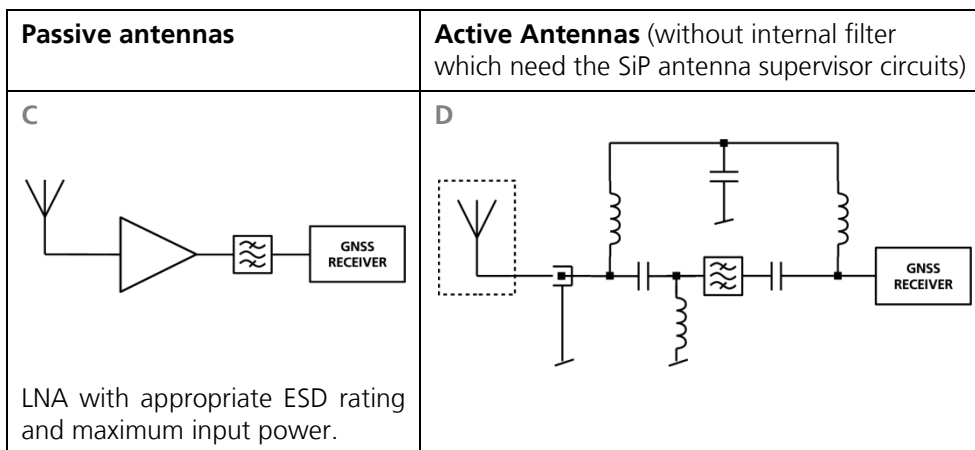 Passive antennas
Active Antennas (without internal filter
which need the SiP antenna supervisor circuits)
C
GNSS
RECEIVER
LNA with appropriate ESD rating
and maximum input power.
D
GNSS
RECEIVER